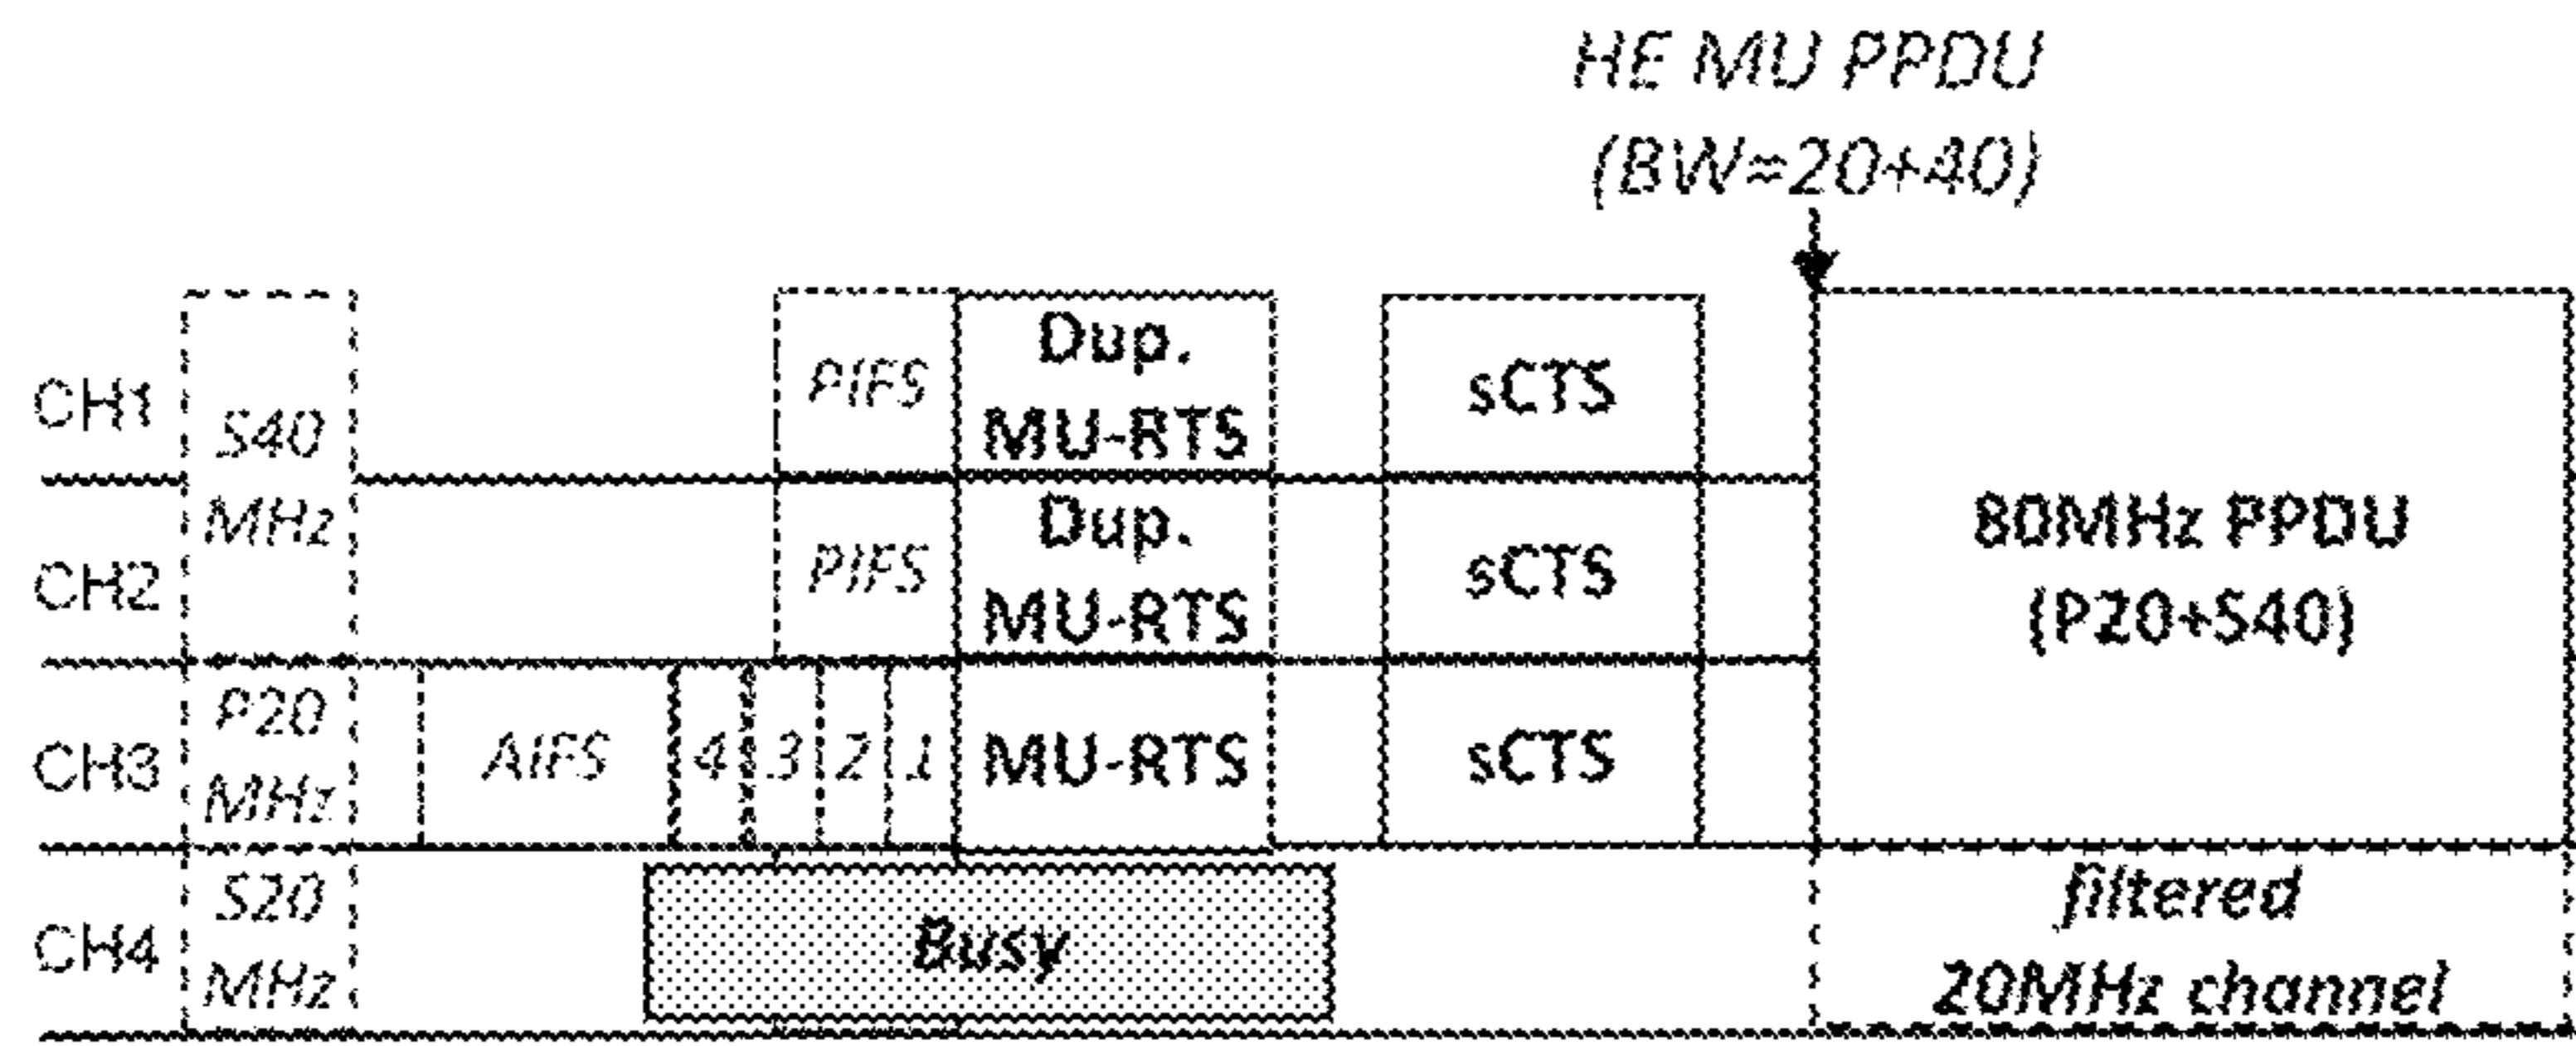 HE MU PPDU
(BW=20+40)
CH1
S40
MHz
PIFS
Dup.
MU-RTS
sCTS
CH2
PIFS
Dup.
MU-RTS
sCTS
80MHz PPDU
(P20+S40)
CH3
P20
MHz
AIFS
4
3
2
1
MU-RTS
sCTS
CH4
S20
MHz
Busy
filtered
20MHz channel